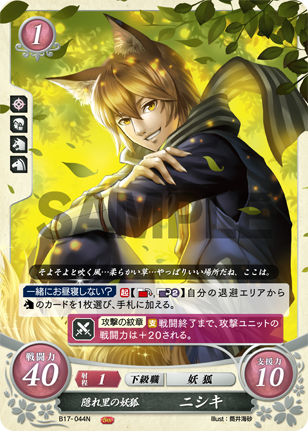 1
SAMPLE
そよそよと吹く風…柔らかい草…やっぱりいい場所だね、ここは。
一緒にお昼寝しない? 起 自分の退避エリアから
のカードを1枚選び、手札に加える。
攻撃の紋章 支 戦闘終了まで、攻撃ユニットの
戦闘力は+20される。
戦闘力
40
射程 1 下級職 妖狐
支援力
10
隠れ里の妖狐 ニシキ
B17-044N
Illust:筒井海砂